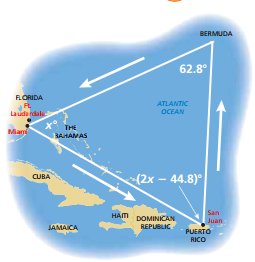 BERMUDA
62.8°
FLORIDA
Ft.
Lauderdale
Miami
x°
THE
BAHAMAS
ATLANTIC
OCEAN
CUBA
(2x − 44.8)°
HAITI
DOMINICAN
REPUBLIC
San
Juan
JAMAICA
PUERTO
RICO